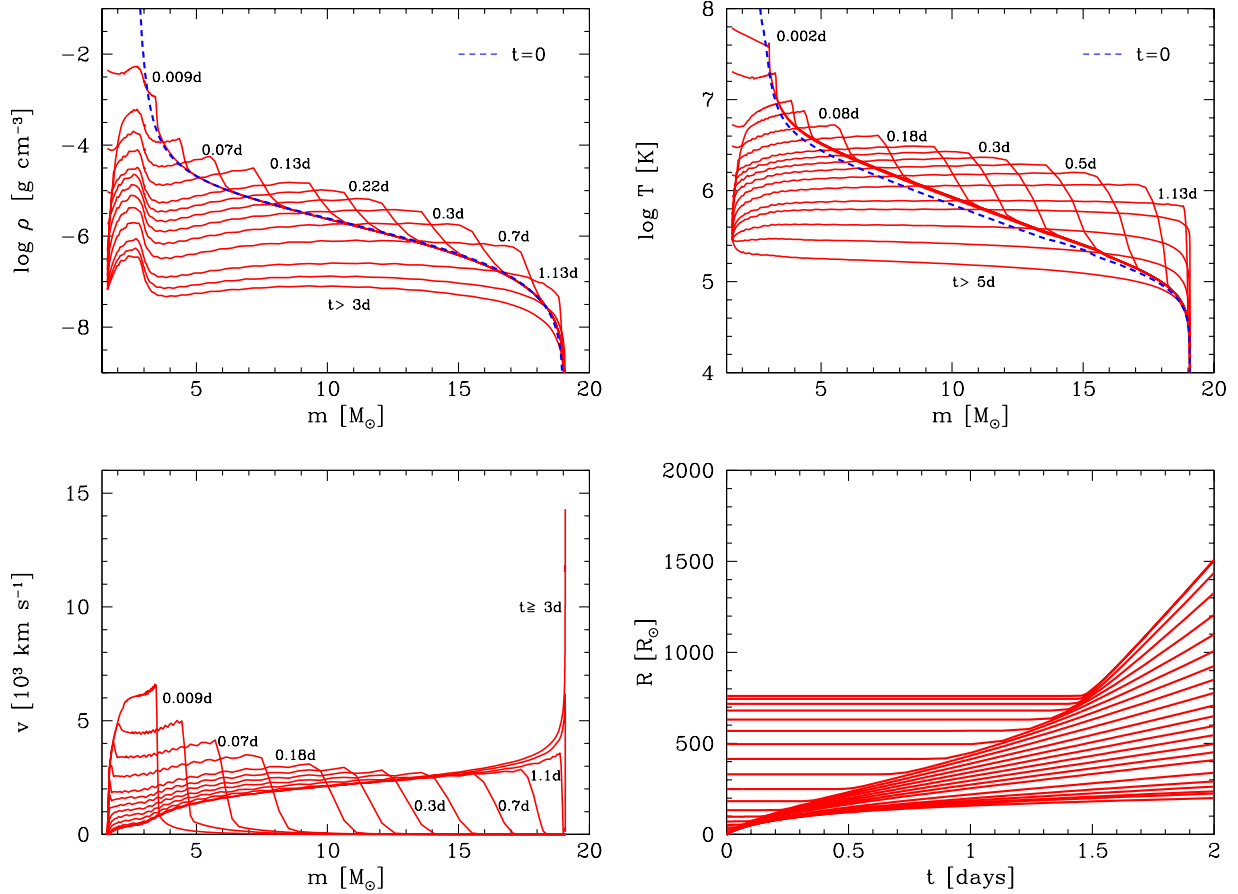 t=0
0.009d
0.07d
0.13d
0.22d
0.3d
0.7d
1.13d
t> 3d
-2
-4
-6
-8
5
10
15
20
log ρ [g cm⁻³]
m [M⊙]
t=0
0.002d
0.08d
0.18d
0.3d
0.5d
1.13d
t> 5d
8
7
6
5
4
5
10
15
20
log T [K]
m [M⊙]
t≧ 3d
0.009d
0.07d
0.18d
0.3d
0.7d
1.1d
15
10
5
0
5
10
15
20
v [10³ km s⁻¹]
m [M⊙]
2000
1500
1000
500
0
0
0.5
1
1.5
2
R [R⊙]
t [days]